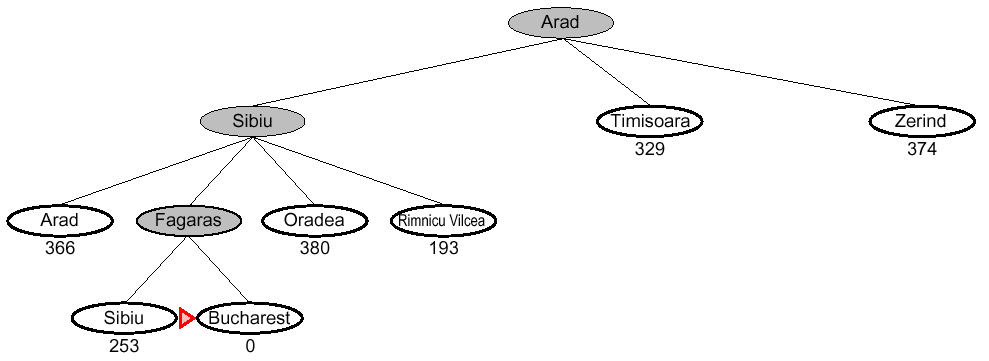 Arad
Sibiu
Timisoara
Zerind
329
374
Arad
Fagaras
Oradea
Rimnicu Vilcea
366
380
193
Sibiu
Bucharest
253
0